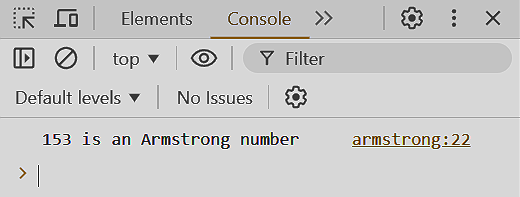 Elements Console
top Filter
Default levels No Issues
153 is an Armstrong number armstrong:22